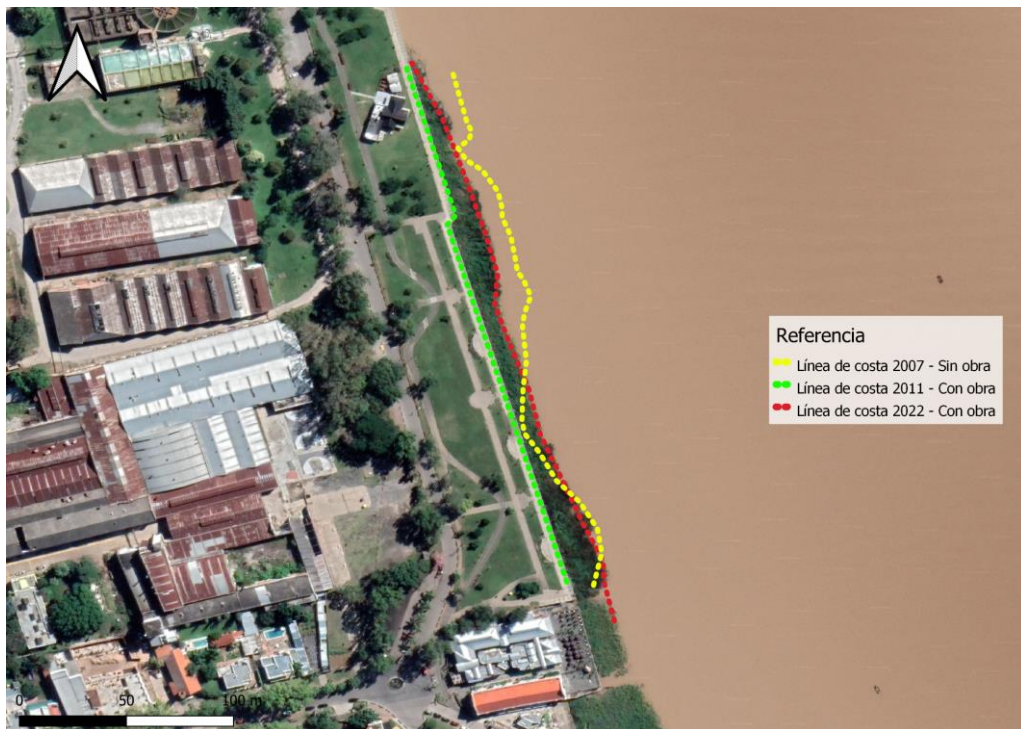 Referencia
Línea de costa 2007 - Sin obra
Línea de costa 2011 - Con obra
Línea de costa 2022 - Con obra
0 50 100 m